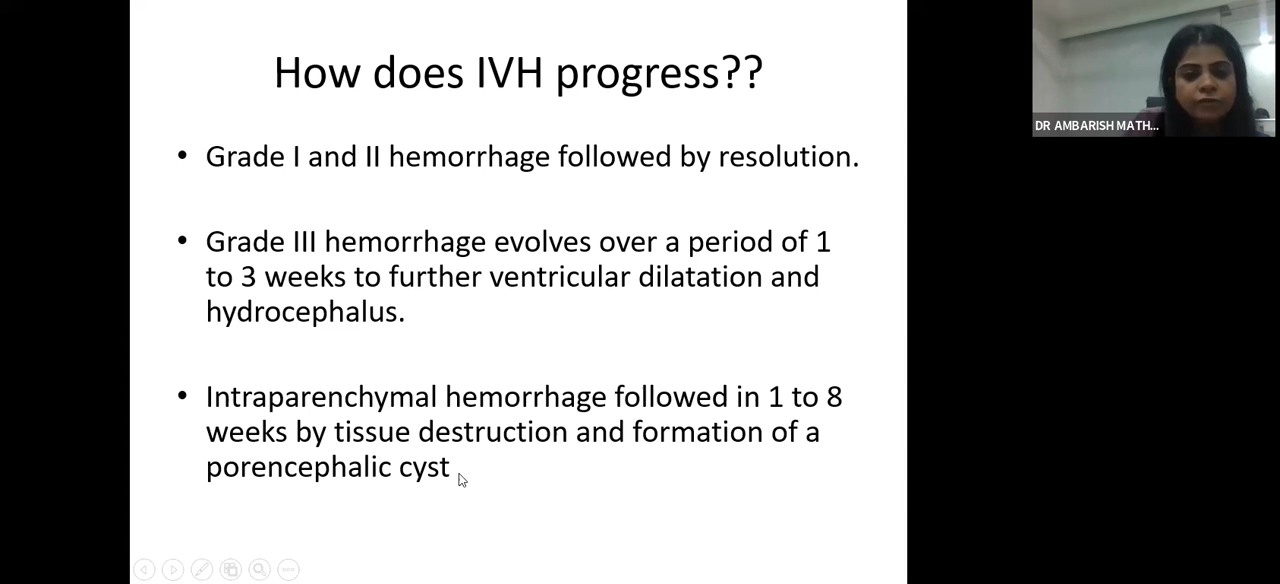 How does IVH progress??
• Grade I and II hemorrhage followed by resolution.
• Grade III hemorrhage evolves over a period of 1
to 3 weeks to further ventricular dilatation and
hydrocephalus.
• Intraparenchymal hemorrhage followed in 1 to 8
weeks by tissue destruction and formation of a
porencephalic cyst
DR AMBARISH MATH...